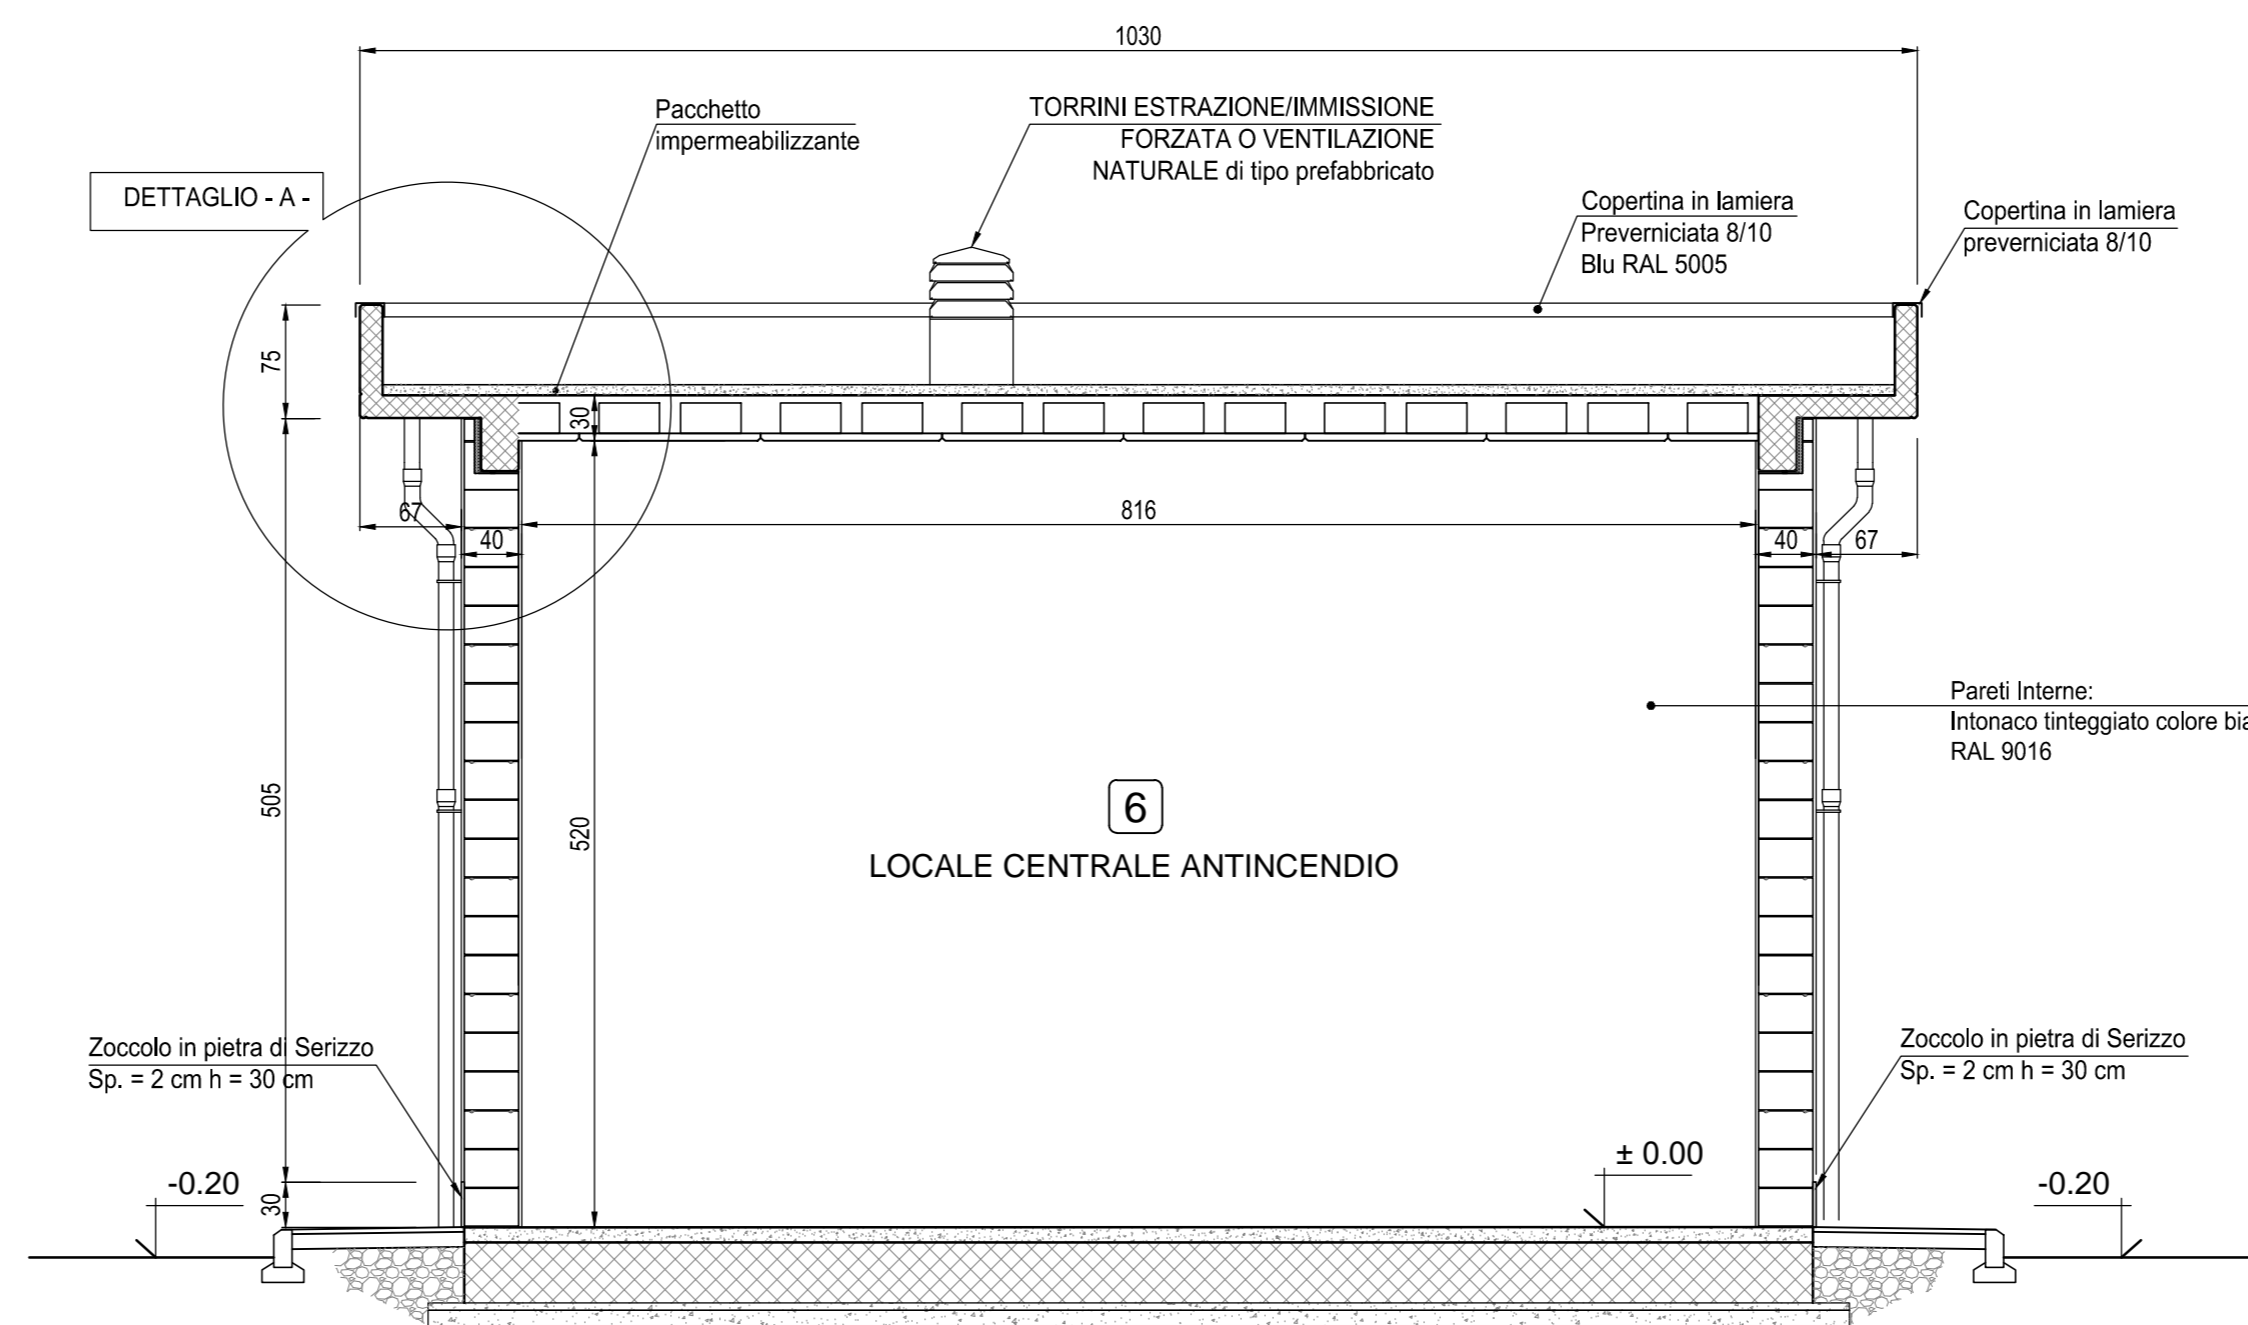 1030
Pacchetto
impermeabilizzante
TORRINI ESTRAZIONE/IMMISSIONE
FORZATA O VENTILAZIONE
NATURALE di tipo prefabbricato
DETTAGLIO - A -
Copertina in lamiera
Preverniciata 8/10
Blu RAL 5005
Copertina in lamiera
preverniciata 8/10
75
30
67
816
40
40
67
Pareti Interne:
Intonaco tinteggiato colore
RAL 9016
505
520
6
LOCALE CENTRALE ANTINCENDIO
Zoccolo in pietra di Serizzo
Sp. = 2 cm h = 30 cm
Zoccolo in pietra di Serizzo
Sp. = 2 cm h = 30 cm
-0.20
30
± 0.00
-0.20